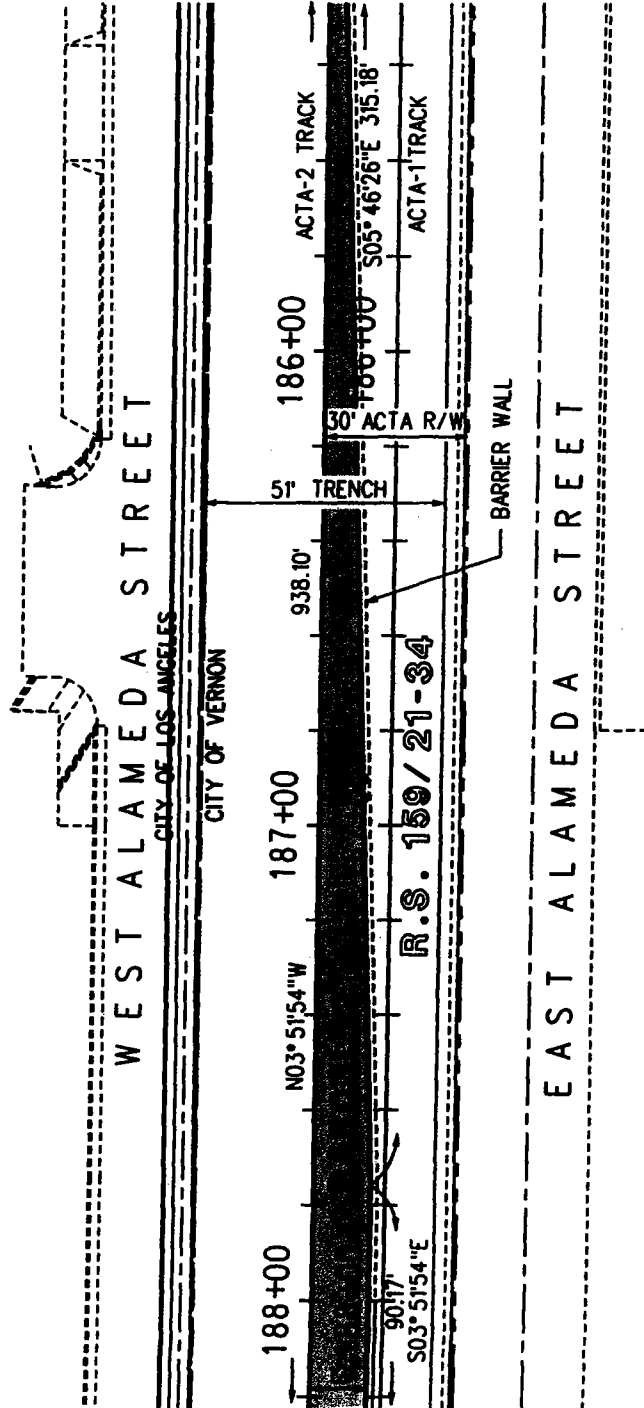 WEST ALAMEDA STREET
CITY OF LOS ANGELES
CITY OF VERNON
ACTA-2 TRACK
S05° 46'26"E 315.18'
ACTA-1 TRACK
186+00
186+00
30' ACTA R/W
51' TRENCH
BARRIER WALL
938.10'
187+00
R.S. 159/21-34
N03° 51'54"W
188+00
90.17'
S03° 51'54"E
EAST ALAMEDA STREET